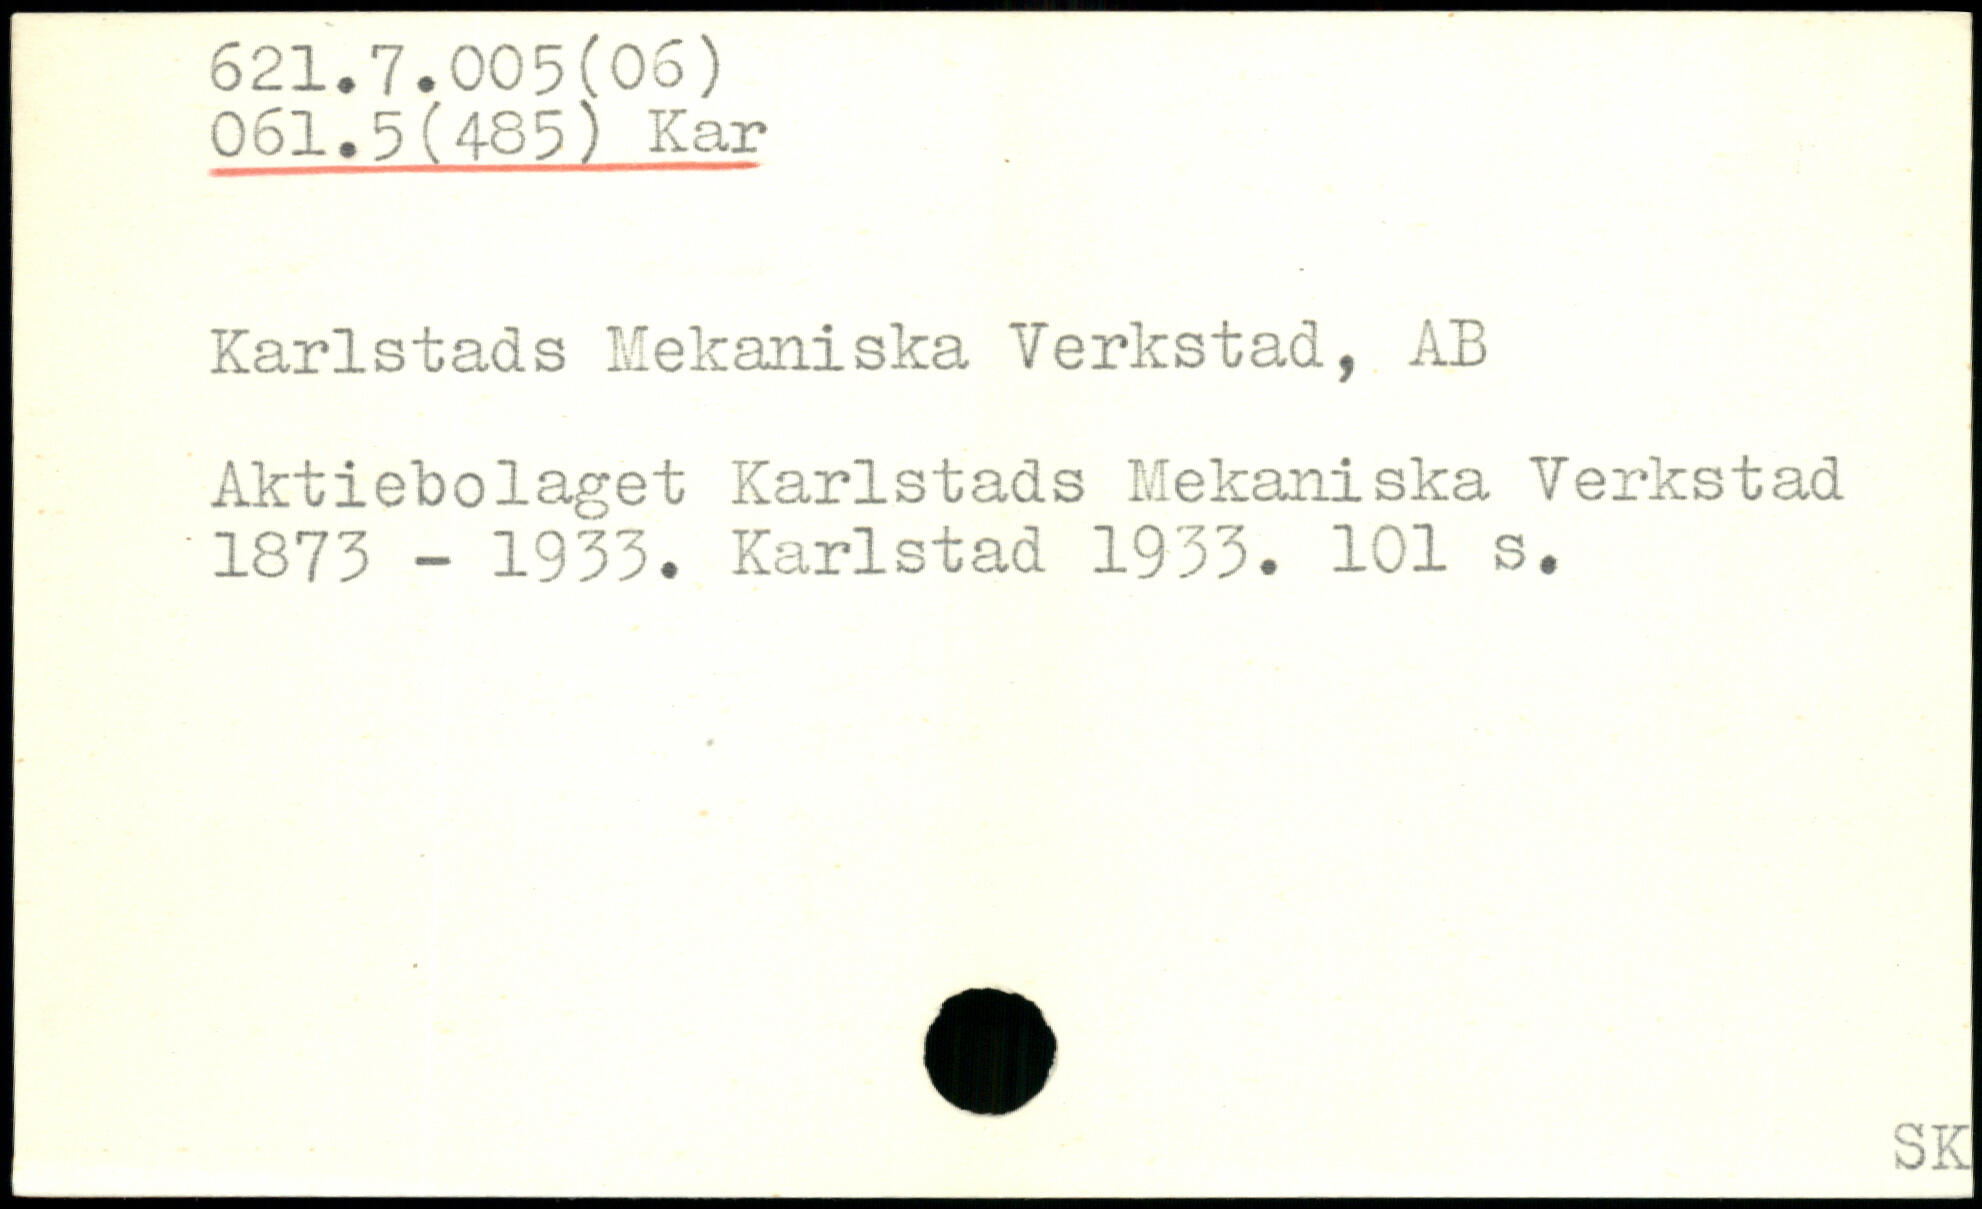 621.7.005(06)
061.5(485) Kar
Karlstads Mekaniska Verkstad, AB
Aktiebolaget Karlstads Mekaniska Verkstad
1873 - 1933. Karlstad 1933. 101 s.
SK